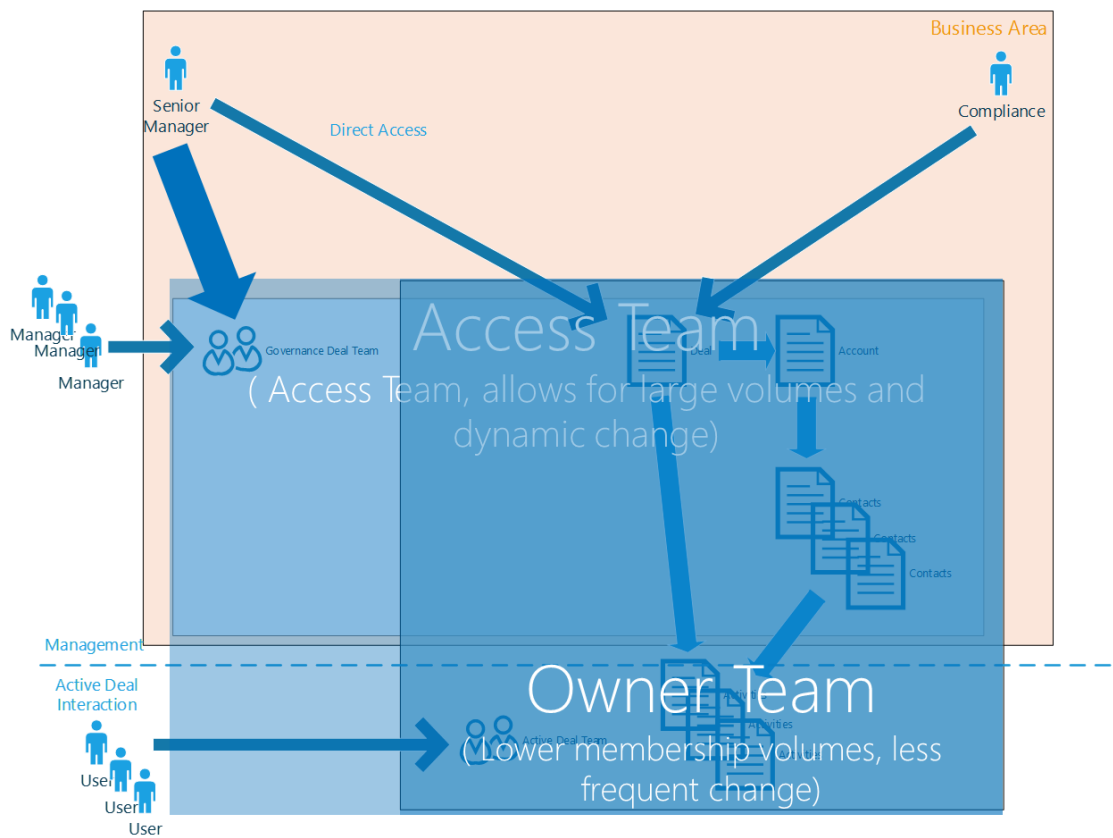 Business Area
Senior
Manager
Compliance
Direct Access
Access Team
Manager
Manager
Manager
Governance Deal Team
Deal
Account
( Access Team, allows for large volumes and
dynamic change)
Contacts
Contacts
Contacts
Management
Active Deal
Interaction
Owner Team
Activities
Activities
Activities
Active Deal Team
( Lower membership volumes, less
frequent change)
User
User
User